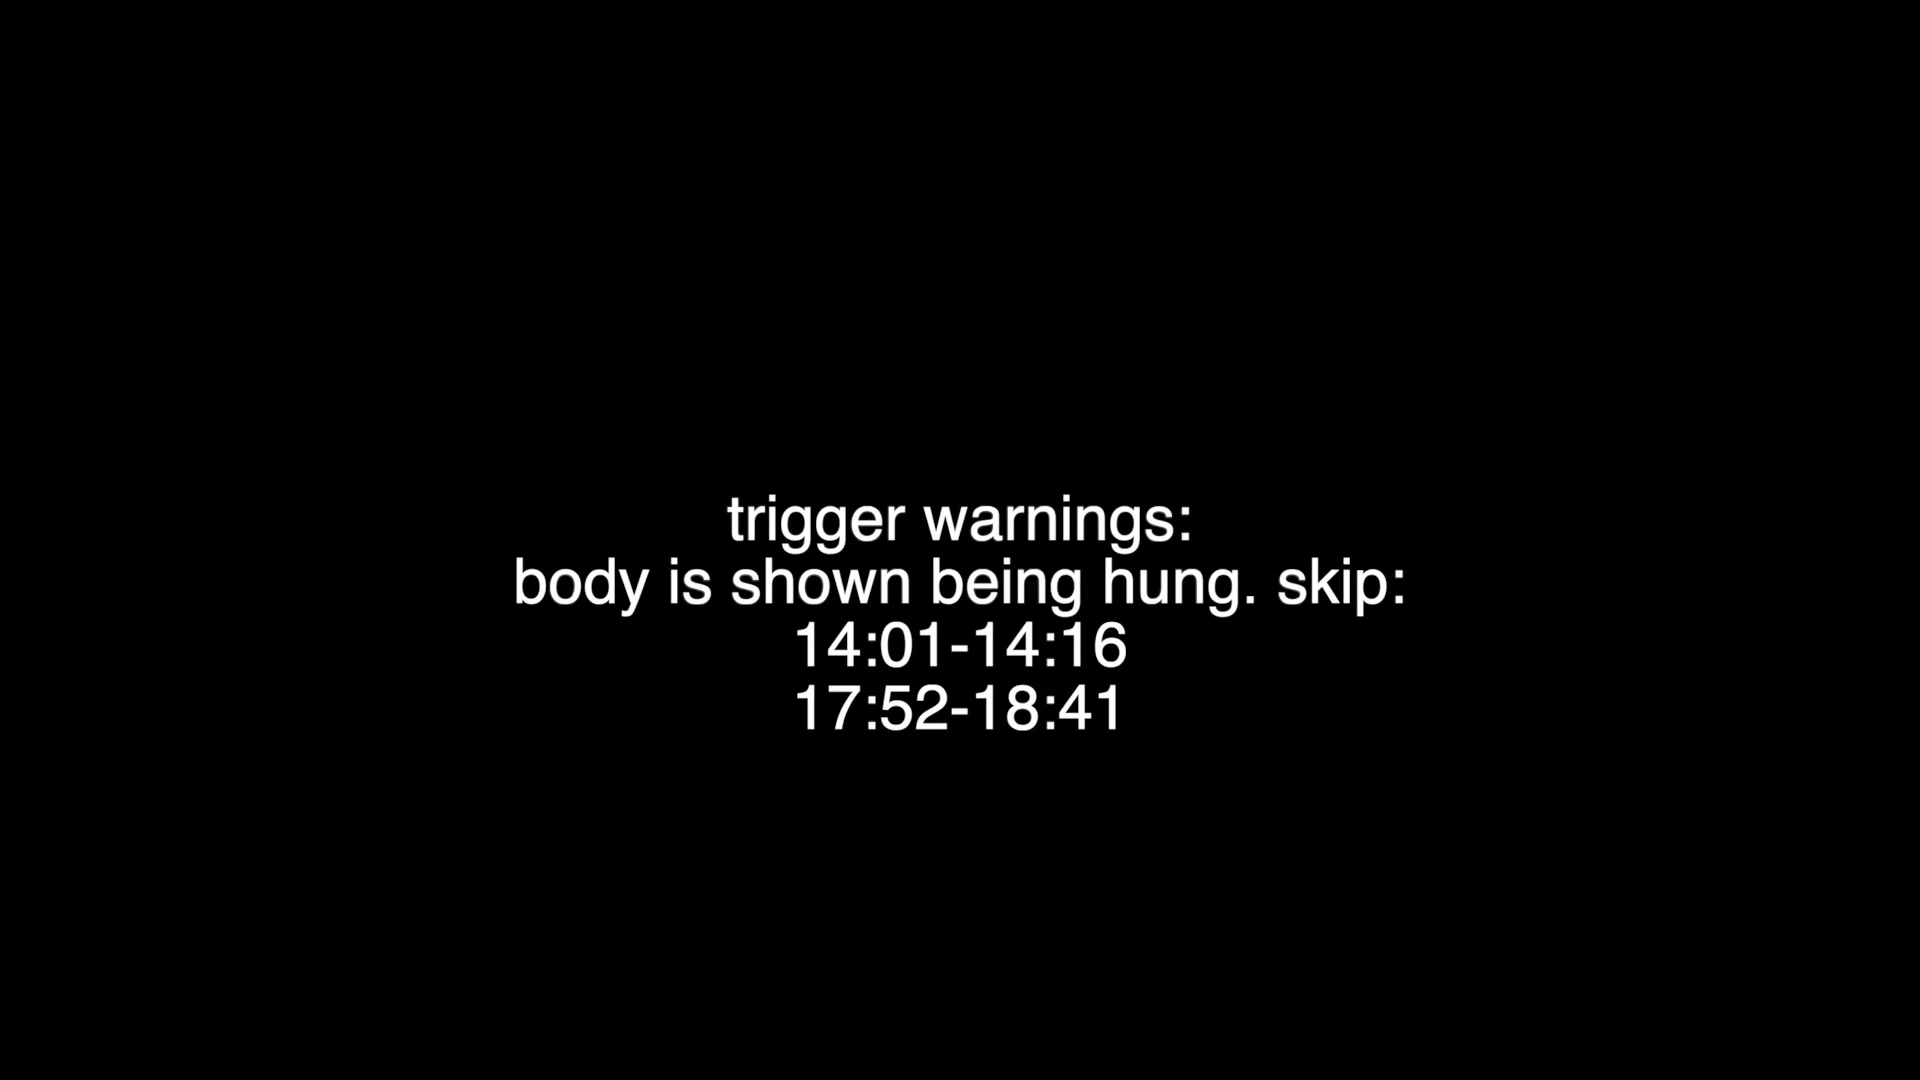 trigger warnings:
body is shown being hung. skip:
14:01-14:16
17:52-18:41